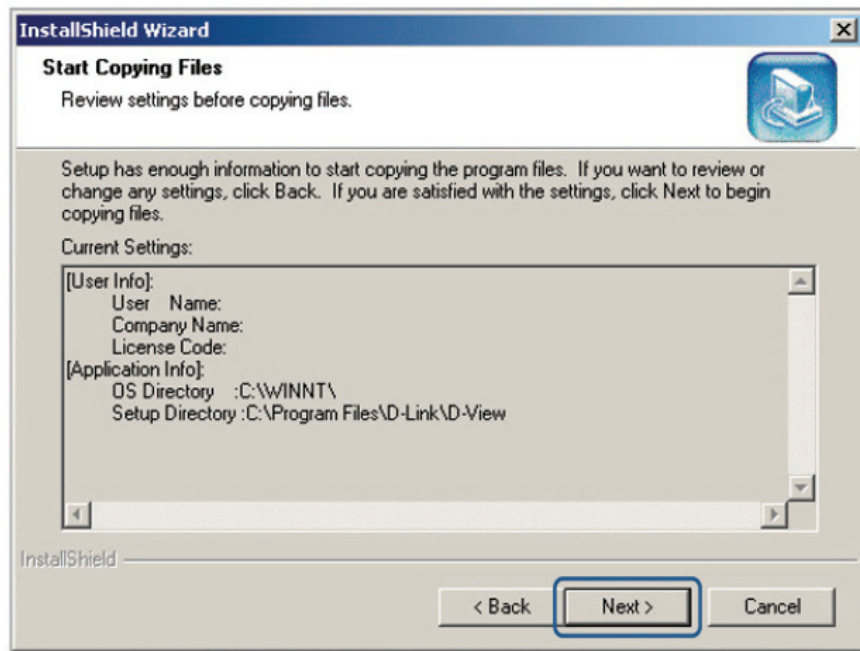 InstallShield Wizard
Start Copying Files
Review settings before copying files.
Setup has enough information to start copying the program files.  If you want to review or
change any settings, click Back.  If you are satisfied with the settings, click Next to begin
copying files.
Current Settings:
[User Info]:
User   Name:
Company Name:
License Code:
[Application Info]:
OS Directory   :C:\WINNT\
Setup Directory :C:\Program Files\D-Link\D-View
InstallShield
< Back
Next >
Cancel